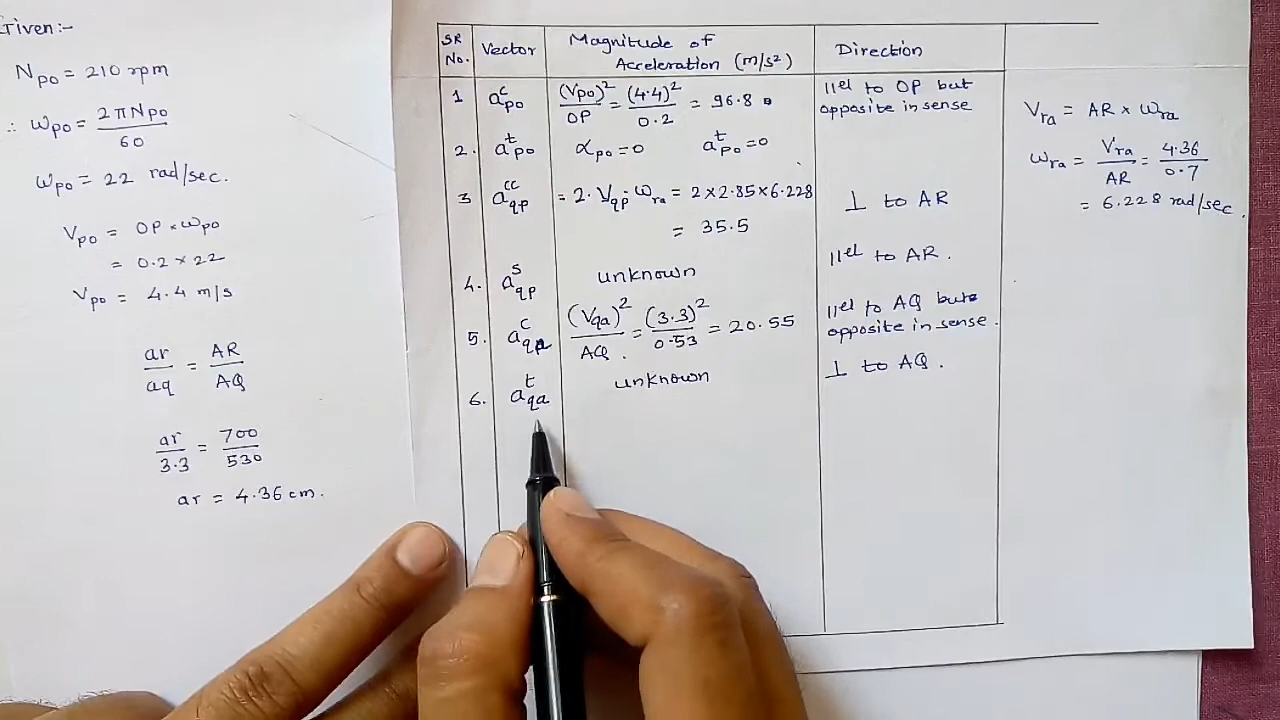 Given:-
Npo = 210 rpm
∴ ωpo = 2πNpo / 60
ωpo = 22 rad/sec.
Vpo = OP × ωpo
= 0.2 × 22
Vpo = 4.4 m/s
ar / aq = AR / AQ
ar / 3.3 = 700 / 530
ar = 4.36 cm.
SR No. Vector Magnitude of Acceleration (m/s²) Direction
1 a^c_po (Vpo)² / OP = (4.4)² / 0.2 = 96.8 llel to OP but opposite in sense
2. a^t_po αpo = 0 a^t_po = 0
3 a^cc_qp = 2. Vqp . ωra = 2 × 2.85 × 6.228 ⊥ to AR
= 35.5
4. a^s_qp unknown llel to AR.
5. a^c_qa (Vqa)² / AQ. = (3.3)² / 0.53 = 20.55 llel to AQ but opposite in sense.
6. a^t_qa unknown ⊥ to AQ.
Vra = AR × ωra
ωra = Vra / AR = 4.36 / 0.7
= 6.228 rad/sec.